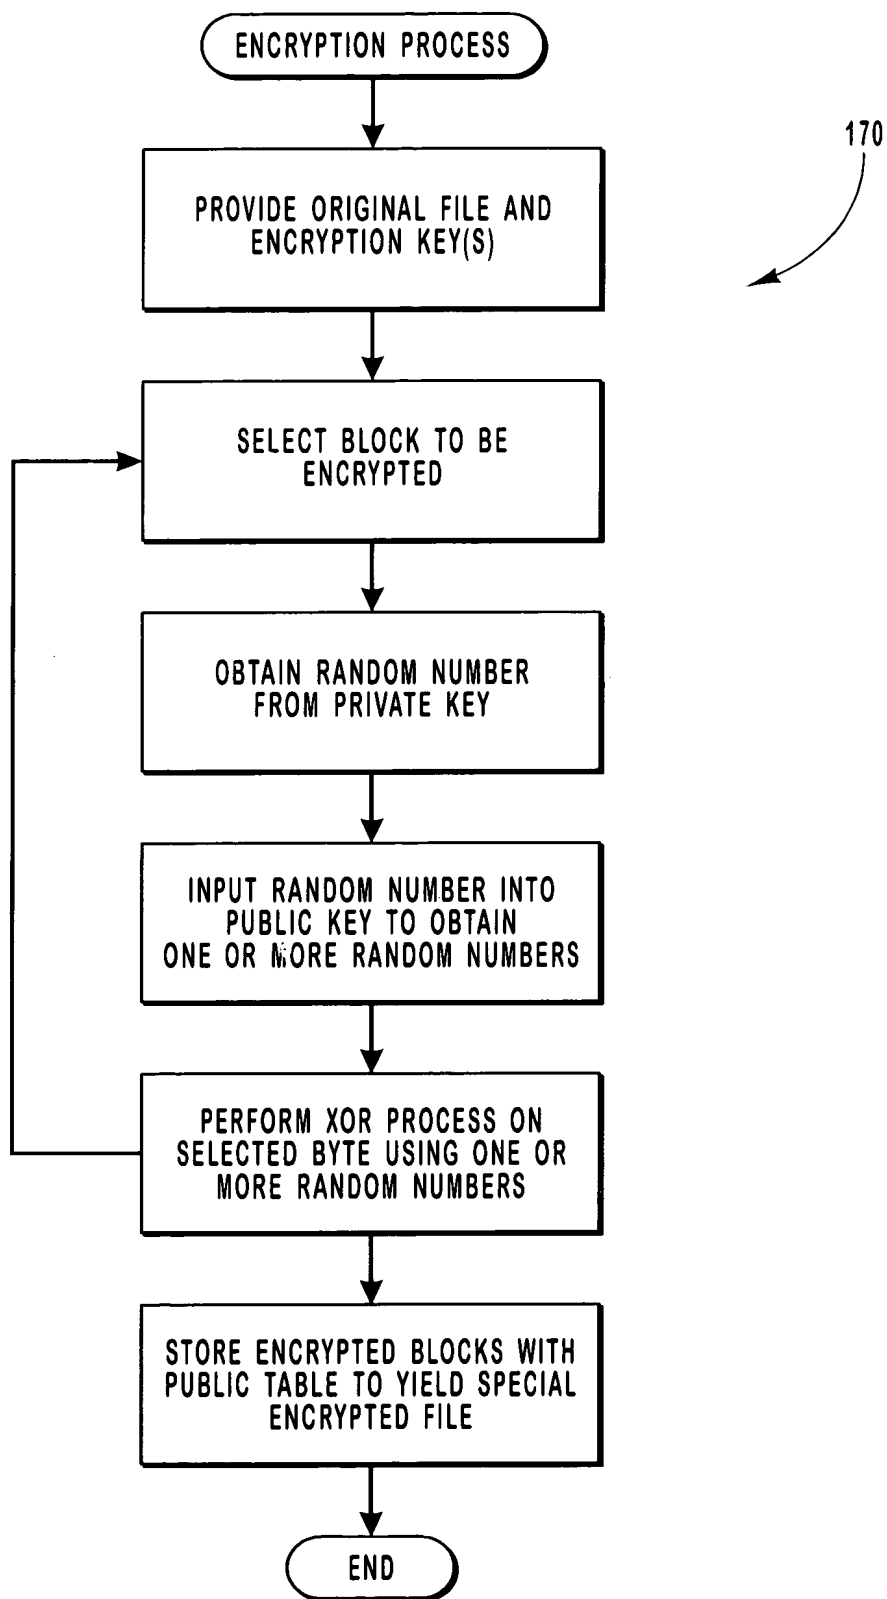 ENCRYPTION PROCESS
170
PROVIDE ORIGINAL FILE AND
ENCRYPTION KEY(S)
SELECT BLOCK TO BE
ENCRYPTED
OBTAIN RANDOM NUMBER
FROM PRIVATE KEY
INPUT RANDOM NUMBER INTO
PUBLIC KEY TO OBTAIN
ONE OR MORE RANDOM NUMBERS
PERFORM XOR PROCESS ON
SELECTED BYTE USING ONE OR
MORE RANDOM NUMBERS
STORE ENCRYPTED BLOCKS WITH
PUBLIC TABLE TO YIELD SPECIAL
ENCRYPTED FILE
END